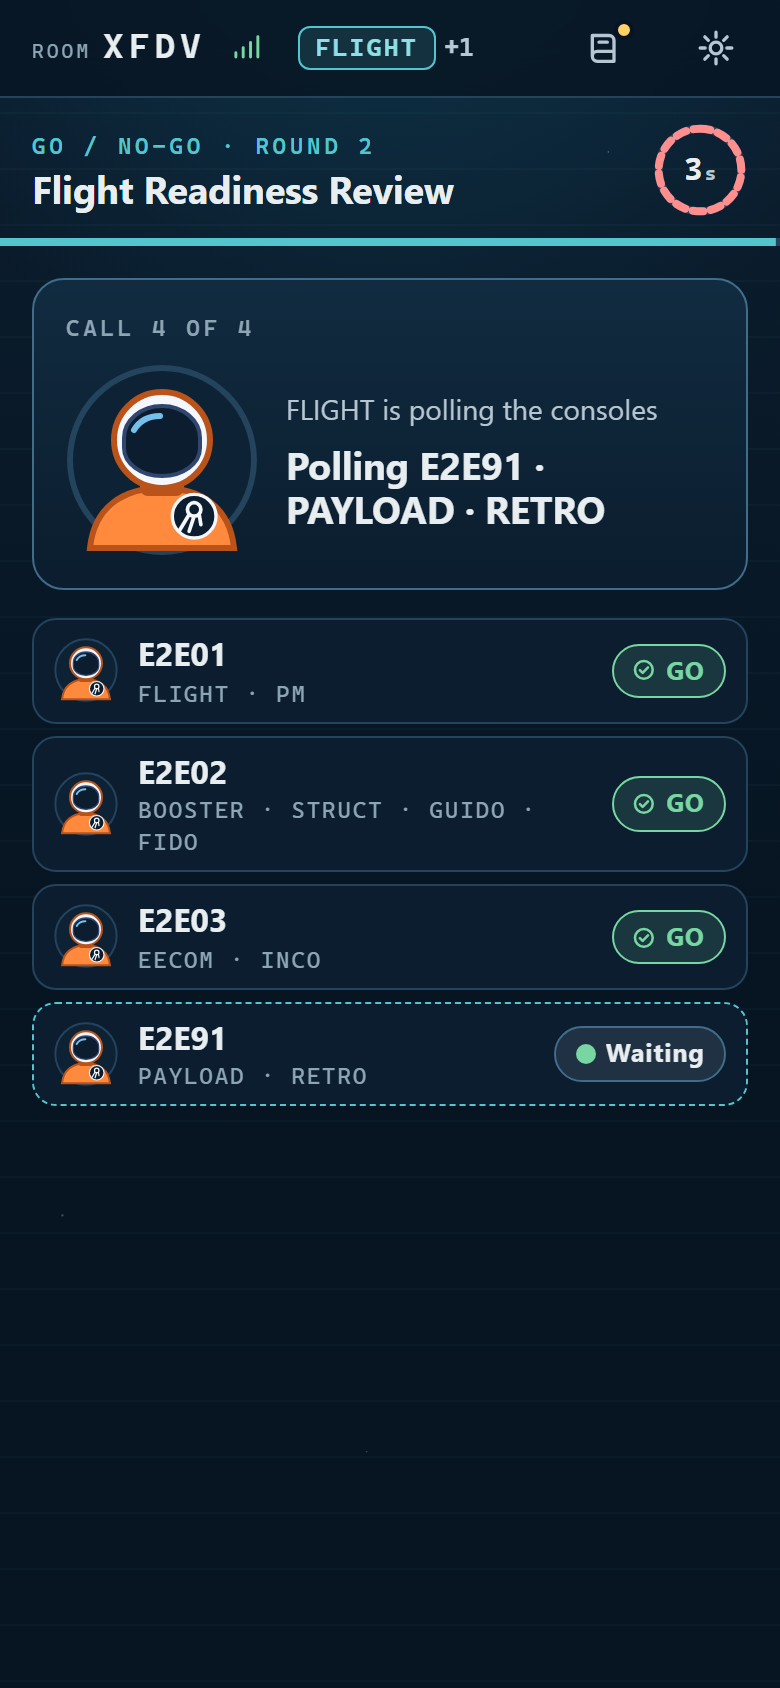 ROOM XFDV FLIGHT +1
GO / NO-GO · ROUND 2
Flight Readiness Review
3s
CALL 4 OF 4
FLIGHT is polling the consoles
Polling E2E91 ·
PAYLOAD · RETRO
E2E01
FLIGHT · PM
GO
E2E02
BOOSTER · STRUCT · GUIDO ·
FIDO
GO
E2E03
EECOM · INCO
GO
E2E91
PAYLOAD · RETRO
Waiting